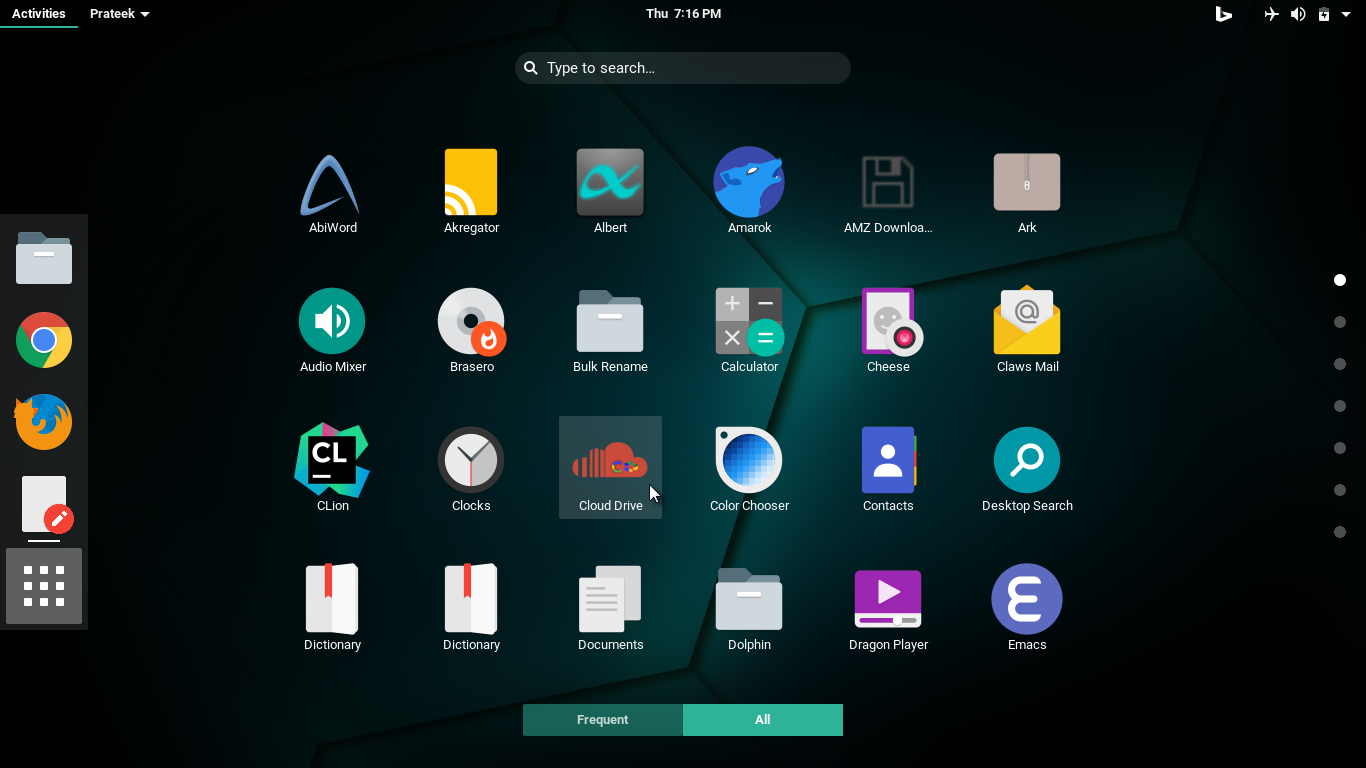 Activities Prateek Thu 7:16 PM
Type to search...
AbiWord Akregator Albert Amarok AMZ Downloa... Ark
Audio Mixer Brasero Bulk Rename Calculator Cheese Claws Mail
CL
CLion Clocks Cloud Drive Color Chooser Contacts Desktop Search
Dictionary Dictionary Documents Dolphin Dragon Player Emacs
Frequent All